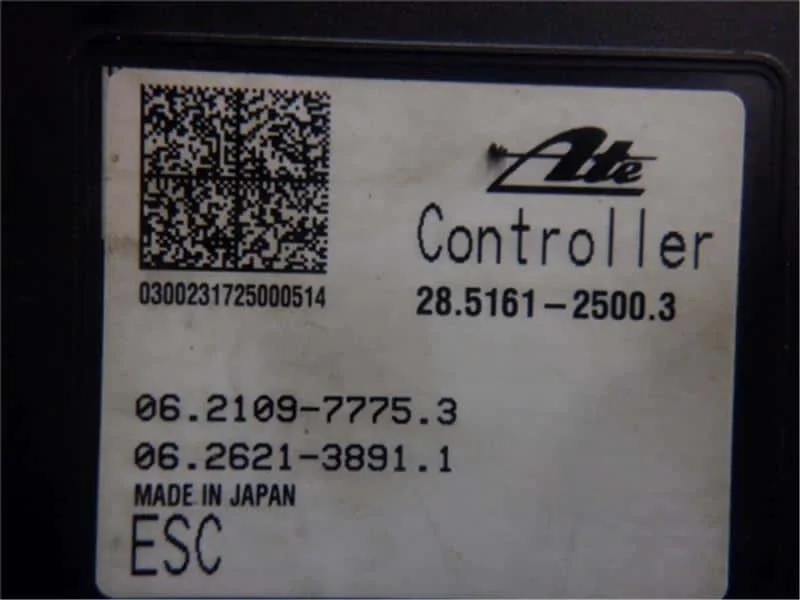 Ate
Controller
0300231725000514
28.5161-2500.3
06.2109-7775.3
06.2621-3891.1
MADE IN JAPAN
ESC